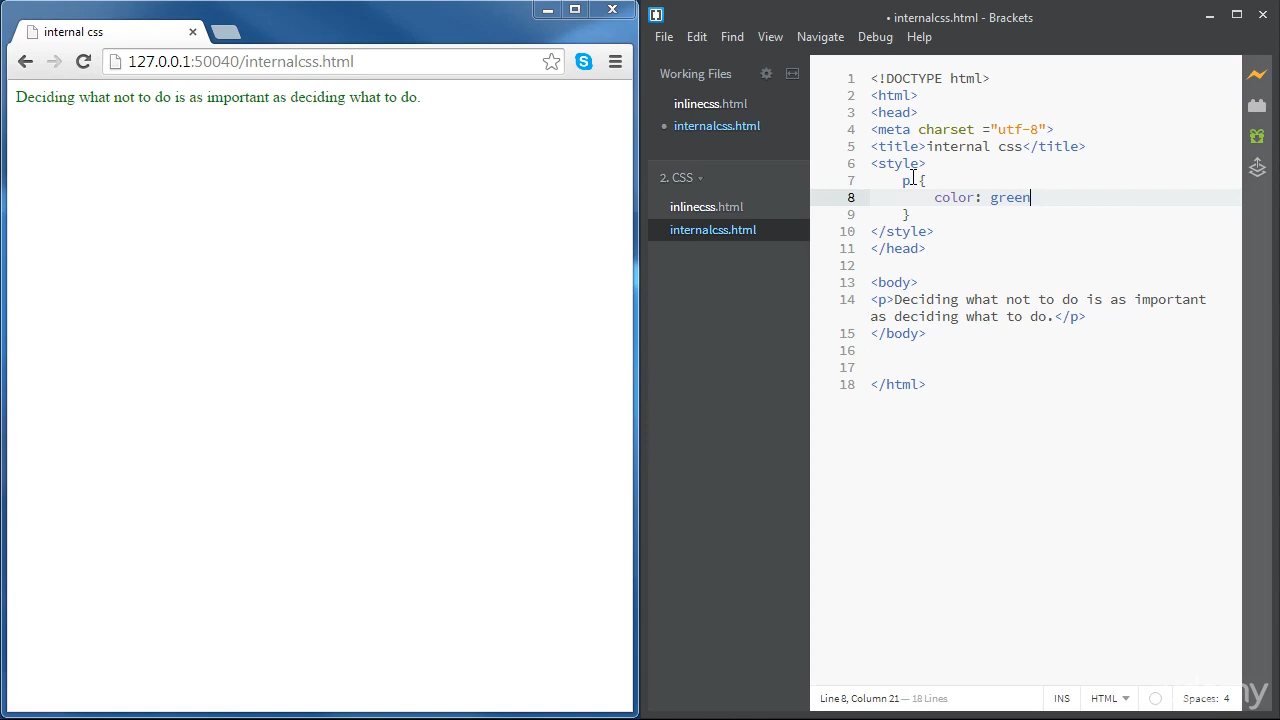 internal css
127.0.0.1:50040/internalcss.html
Deciding what not to do is as important as deciding what to do.
• internalcss.html - Brackets
File Edit Find View Navigate Debug Help
Working Files
inlinecss.html
• internalcss.html
2. CSS
inlinecss.html
internalcss.html
1 <!DOCTYPE html>
2 <html>
3 <head>
4 <meta charset ="utf-8">
5 <title>internal css</title>
6 <style>
7 p {
8 color: green
9 }
10 </style>
11 </head>
12
13 <body>
14 <p>Deciding what not to do is as important
as deciding what to do.</p>
15 </body>
16
17
18 </html>
Line 8, Column 21 — 18 Lines
INS
HTML
Spaces: 4